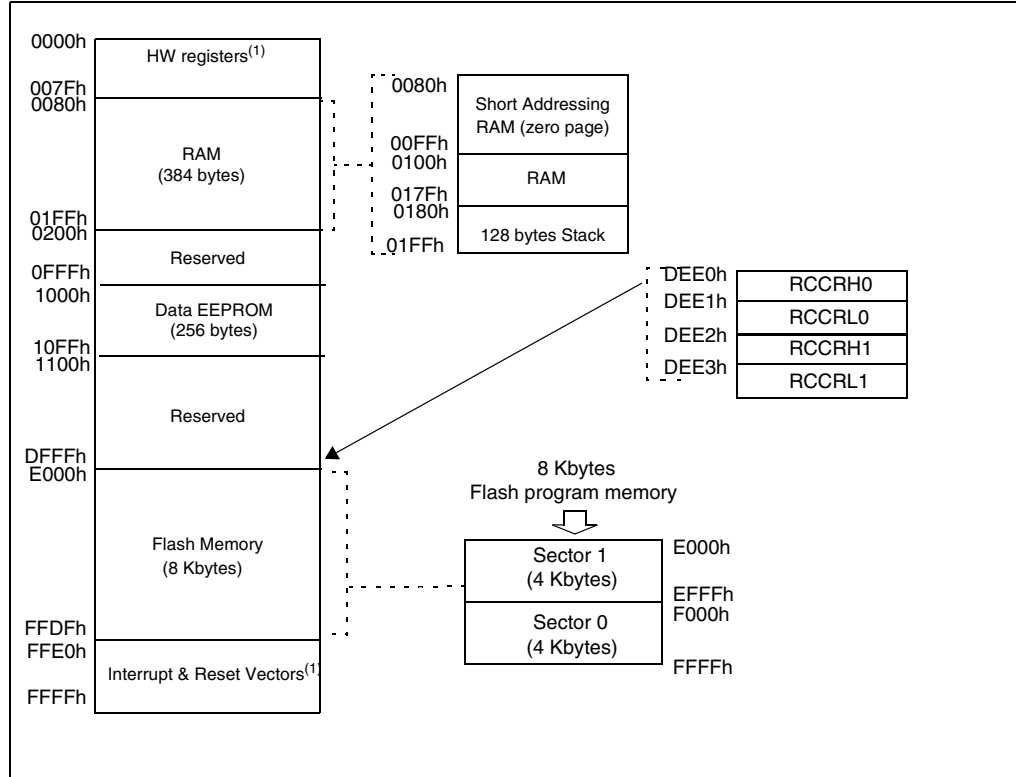 0000h
HW registers(1)
007Fh
0080h
RAM
(384 bytes)
01FFh
0200h
Reserved
0FFFh
1000h
Data EEPROM
(256 bytes)
10FFh
1100h
Reserved
DFFFh
E000h
Flash Memory
(8 Kbytes)
FFDFh
FFE0h
Interrupt & Reset Vectors(1)
FFFFh
0080h
Short Addressing
RAM (zero page)
00FFh
0100h
RAM
017Fh
0180h
128 bytes Stack
01FFh
DEE0h
RCCRH0
DEE1h
RCCRL0
DEE2h
RCCRH1
DEE3h
RCCRL1
8 Kbytes
Flash program memory
Sector 1
(4 Kbytes)
E000h
EFFFh
F000h
Sector 0
(4 Kbytes)
FFFFh